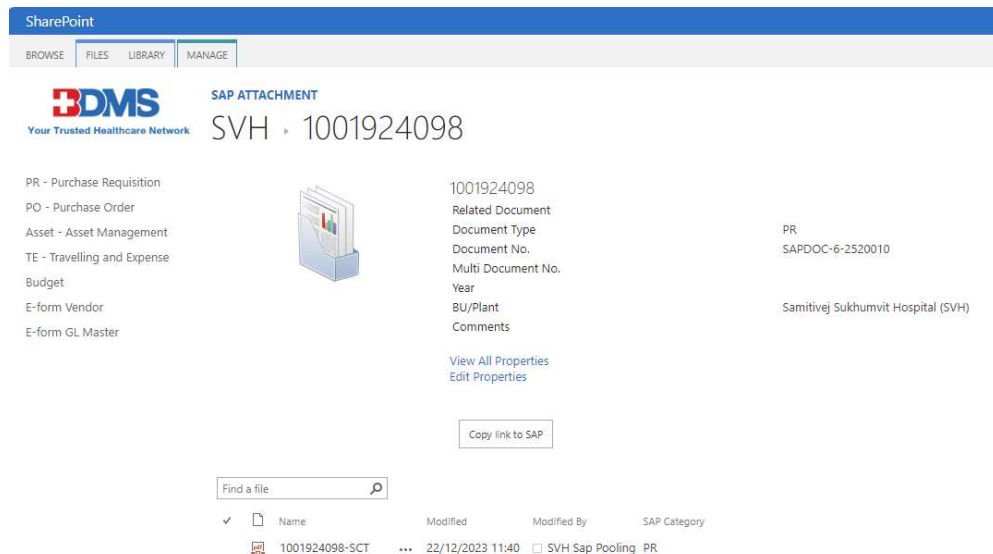 SharePoint
BROWSE FILES LIBRARY MANAGE
BDMS
Your Trusted Healthcare Network
SAP ATTACHMENT
SVH ▸ 1001924098
PR - Purchase Requisition
PO - Purchase Order
Asset - Asset Management
TE - Travelling and Expense
Budget
E-form Vendor
E-form GL Master
1001924098
Related Document
Document Type PR
Document No. SAPDOC-6-2520010
Multi Document No.
Year
BU/Plant Samitivej Sukhumvit Hospital (SVH)
Comments
View All Properties
Edit Properties
Copy link to SAP
Find a file
✓ Name Modified Modified By SAP Category
1001924098-SCT ... 22/12/2023 11:40 SVH Sap Pooling PR